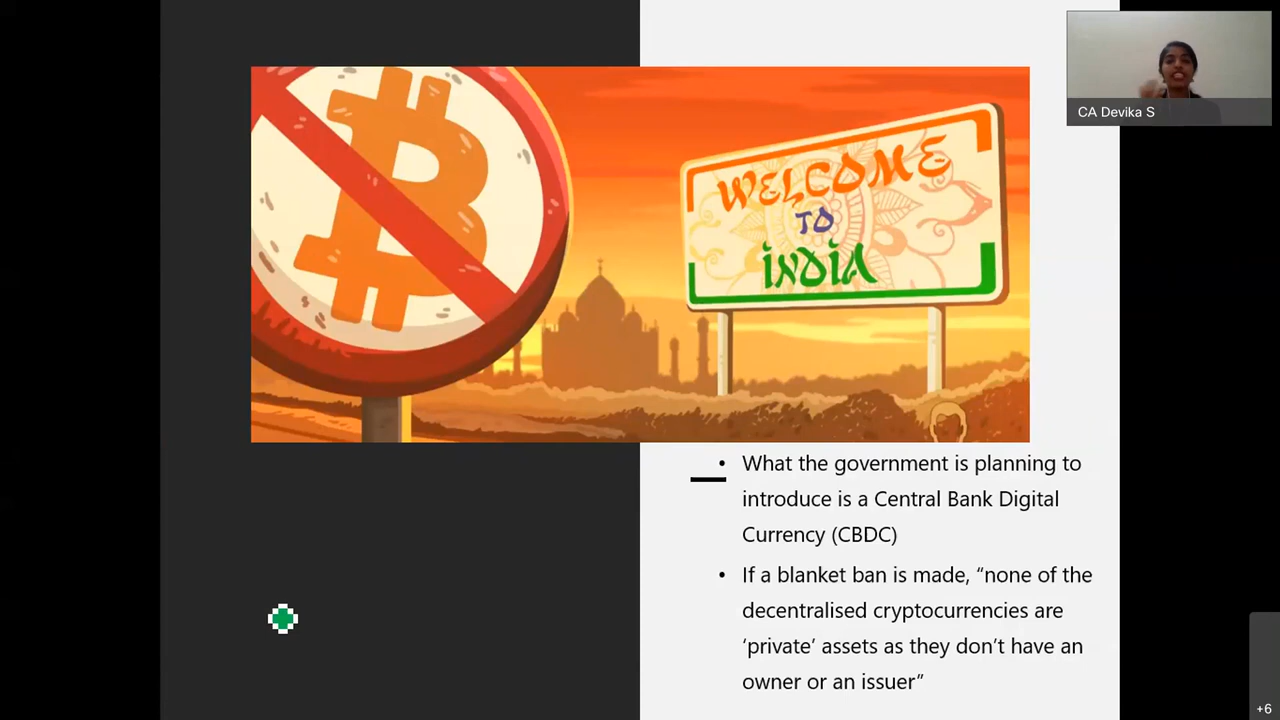 WELCOME
TO
INDIA
CA Devika S
• What the government is planning to
introduce is a Central Bank Digital
Currency (CBDC)
• If a blanket ban is made, “none of the
decentralised cryptocurrencies are
‘private’ assets as they don’t have an
owner or an issuer”
+6